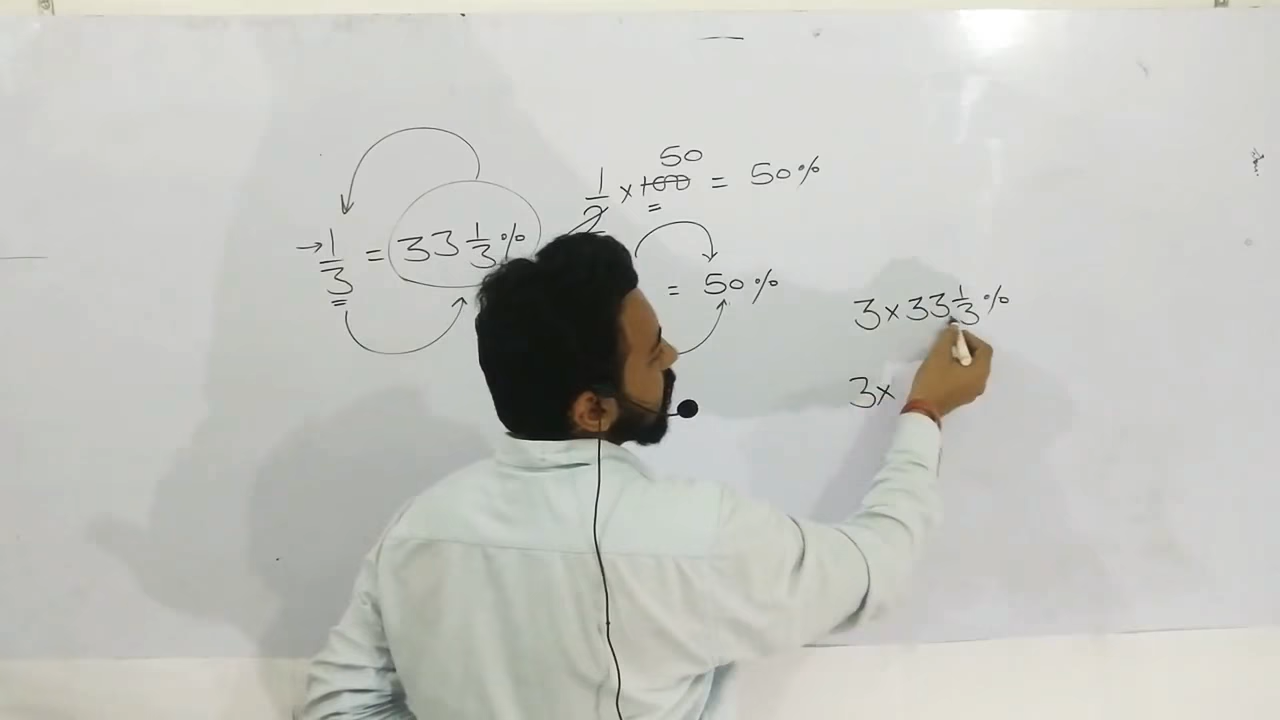 1/2 × 100 = 50%
50
→ 1/3 = 33 1/3 %
= 50%
3 × 33 1/3 %
3 ×